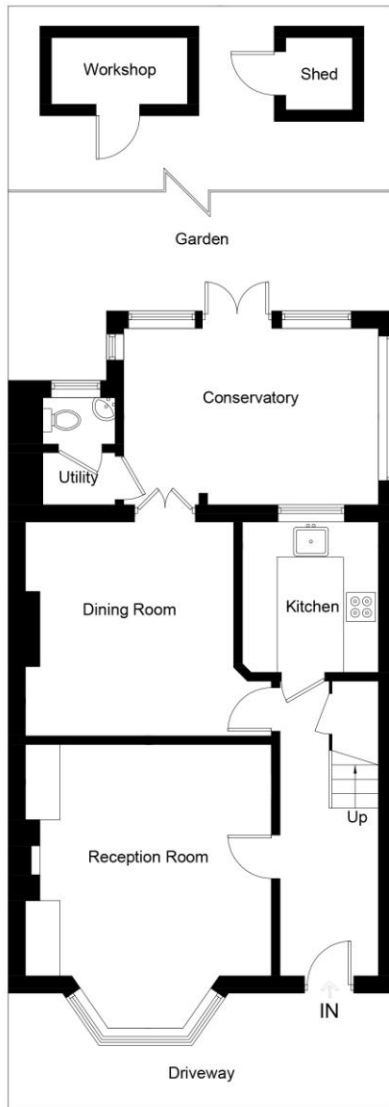 Workshop
Shed
Garden
Conservatory
Utility
Dining Room
Kitchen
Up
Reception Room
IN
Driveway